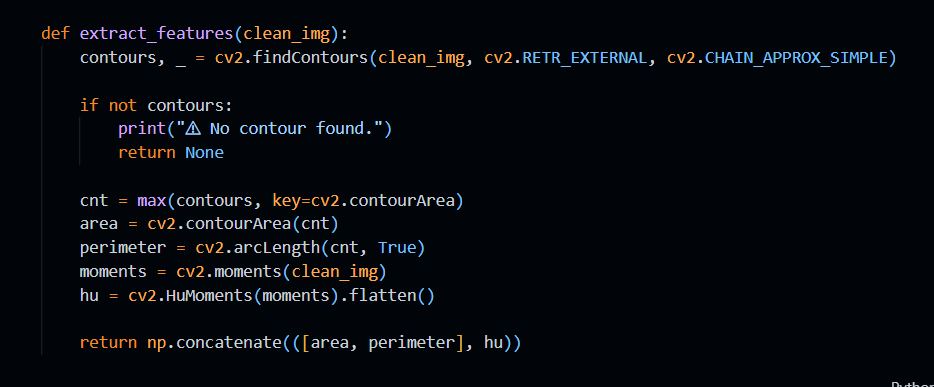 def extract_features(clean_img):
    contours, _ = cv2.findContours(clean_img, cv2.RETR_EXTERNAL, cv2.CHAIN_APPROX_SIMPLE)
    if not contours:
        print("⚠ No contour found.")
        return None
    cnt = max(contours, key=cv2.contourArea)
    area = cv2.contourArea(cnt)
    perimeter = cv2.arcLength(cnt, True)
    moments = cv2.moments(clean_img)
    hu = cv2.HuMoments(moments).flatten()
    return np.concatenate(([area, perimeter], hu))